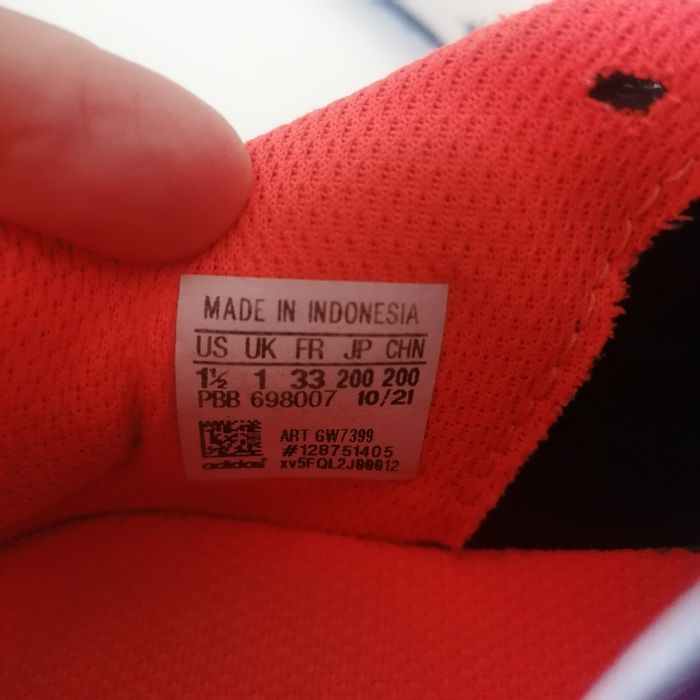 MADE IN INDONESIA
US UK FR JP CHN
1½ 1 33 200 200
PBB 698007 10/21
ART GW7399
#128751405
adidas xv5FQL2J00012